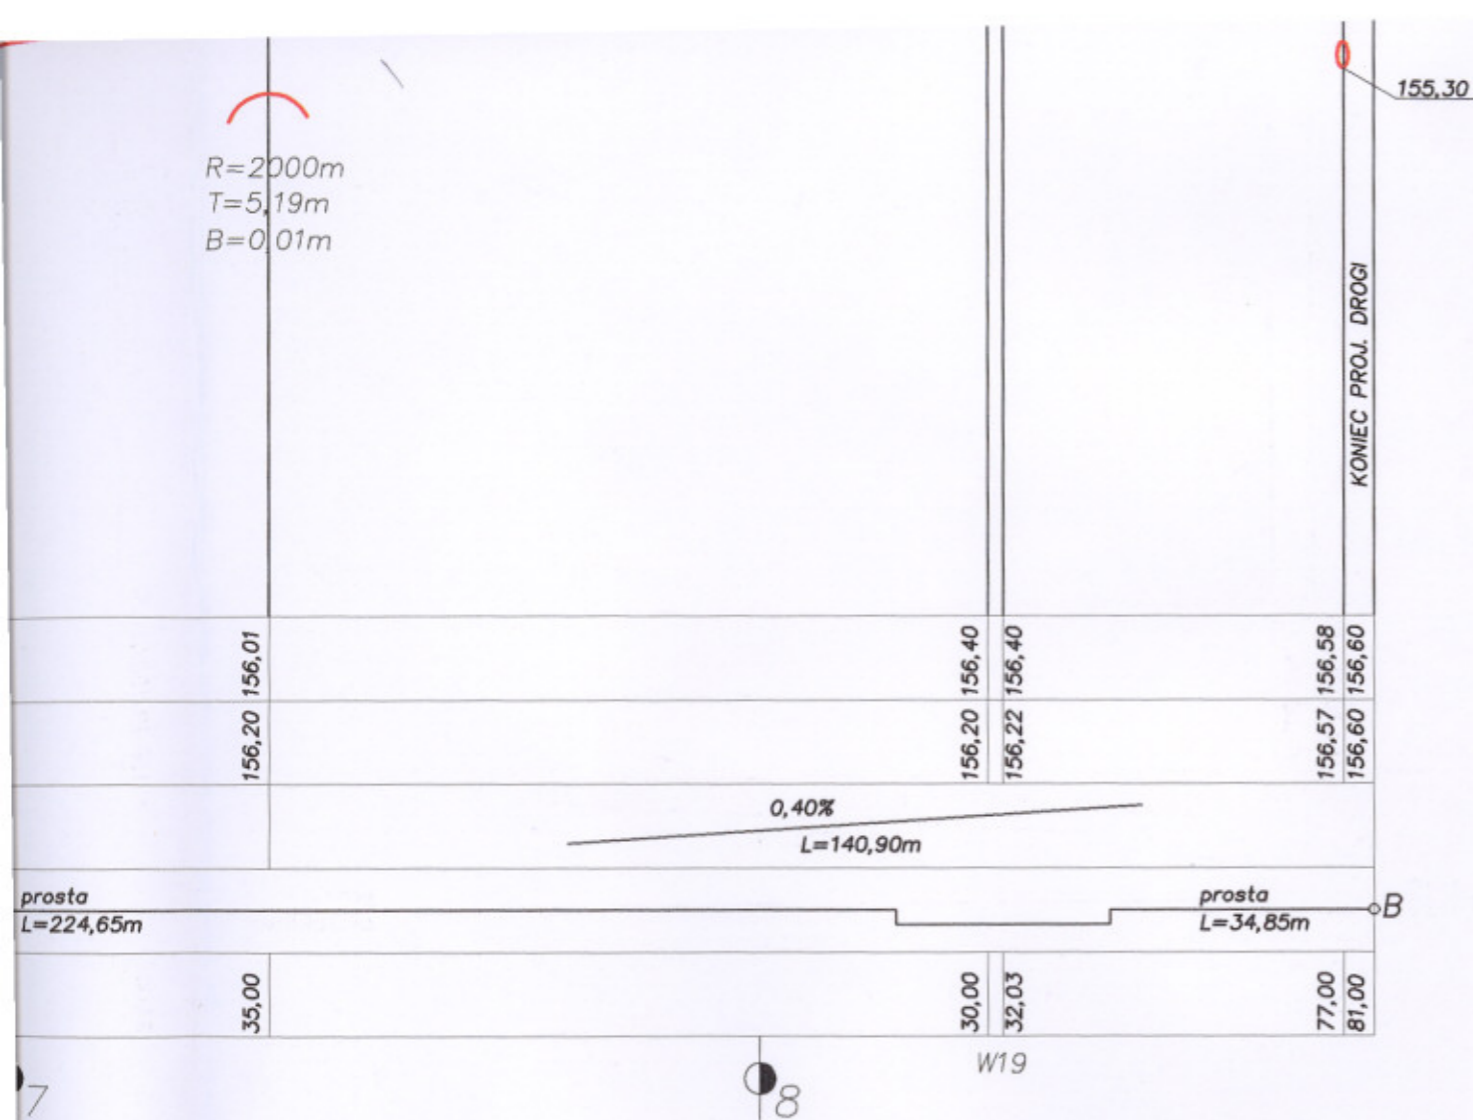 155,30
R=2000m
T=5,19m
B=0,01m
KONIEC PROJ. DROGI
156,01
156,40
156,40
156,58
156,60
156,20
156,20
156,22
156,57
156,60
0,40%
L=140,90m
prosta
L=224,65m
prosta
L=34,85m
B
35,00
30,00
32,03
77,00
81,00
W19
7
8